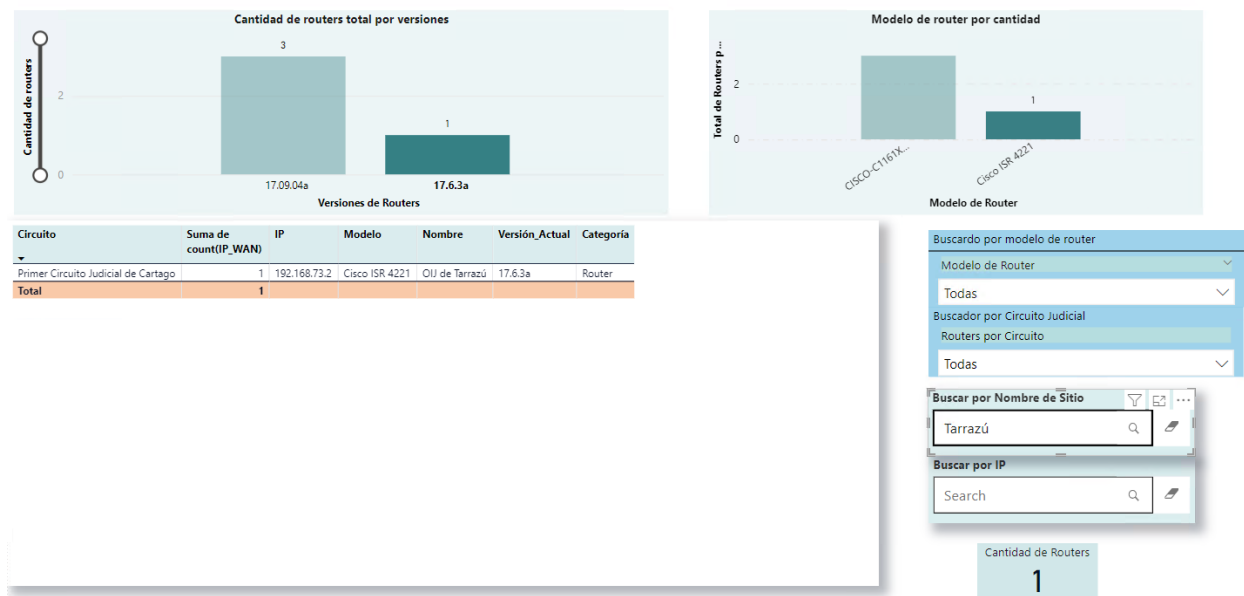 Cantidad de routers total por versiones
Cantidad de routers
2
0
3
1
17.09.04a
17.6.3a
Versiones de Routers
Modelo de router por cantidad
Total de Routers p...
2
0
1
CISCO-C1161X...
Cisco ISR 4221
Modelo de Router
Circuito Suma de count(IP_WAN) IP Modelo Nombre Versión_Actual Categoría
Primer Circuito Judicial de Cartago 1 192.168.73.2 Cisco ISR 4221 OIJ de Tarrazú 17.6.3a Router
Total 1
Buscardo por modelo de router
Modelo de Router
Todas
Buscador por Circuito Judicial
Routers por Circuito
Todas
Buscar por Nombre de Sitio
Tarrazú
Buscar por IP
Search
Cantidad de Routers
1